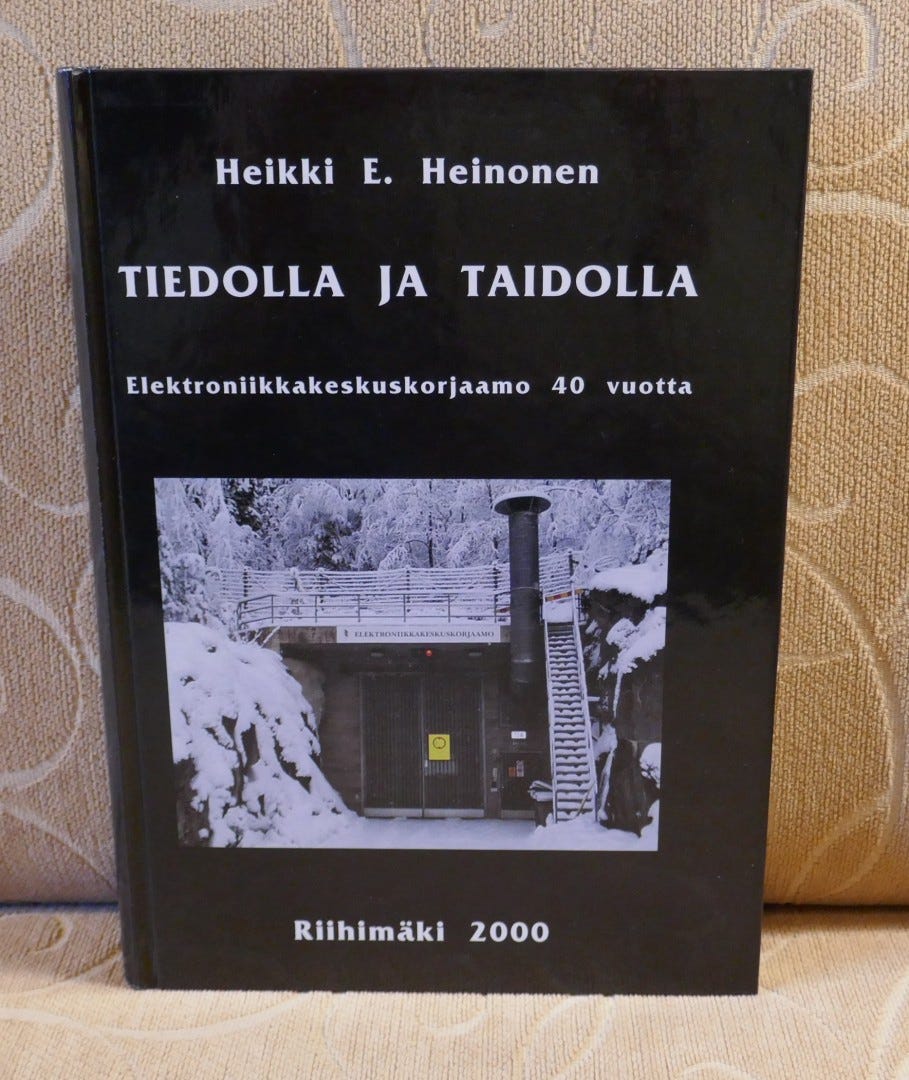 Heikki E. Heinonen
TIEDOLLA JA TAIDOLLA
Elektroniikkakeskuskorjaamo 40 vuotta
ELEKTRONIIKKAKESKUSKORJAAMO
Riihimäki 2000